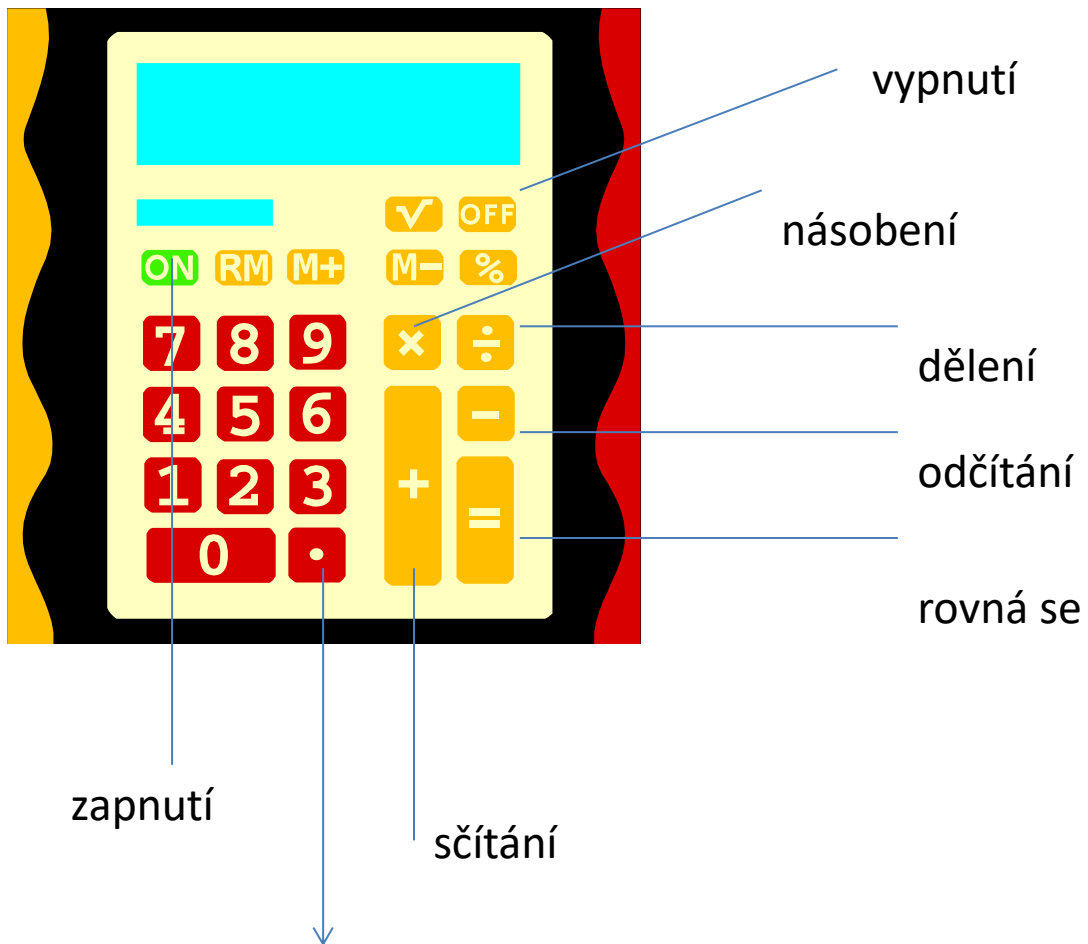 vypnutí
√ OFF
násobení
ON RM M+ M− %
7 8 9 × ÷
dělení
4 5 6 −
odčítání
1 2 3 + =
0 ·
rovná se
zapnutí
sčítání